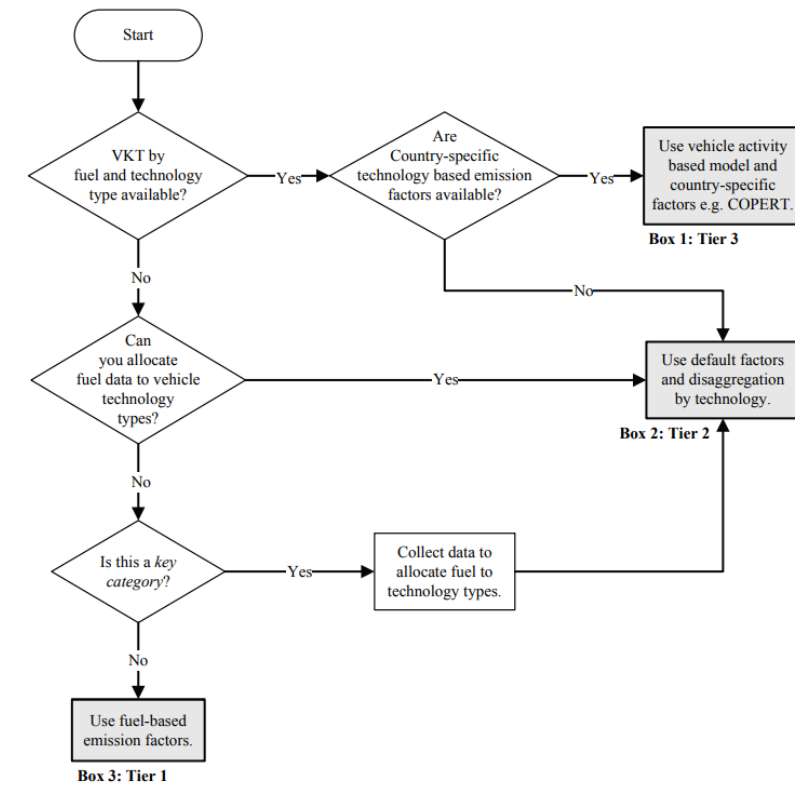 Start
VKT by
fuel and technology
type available?
Yes
Are
Country-specific
technology based emission
factors available?
Yes
Use vehicle activity
based model and
country-specific
factors e.g. COPERT.
Box 1: Tier 3
No
No
Can
you allocate
fuel data to vehicle
technology
types?
Yes
Use default factors
and disaggregation
by technology.
Box 2: Tier 2
No
Is this a key
category?
Yes
Collect data to
allocate fuel to
technology types.
No
Use fuel-based
emission factors.
Box 3: Tier 1